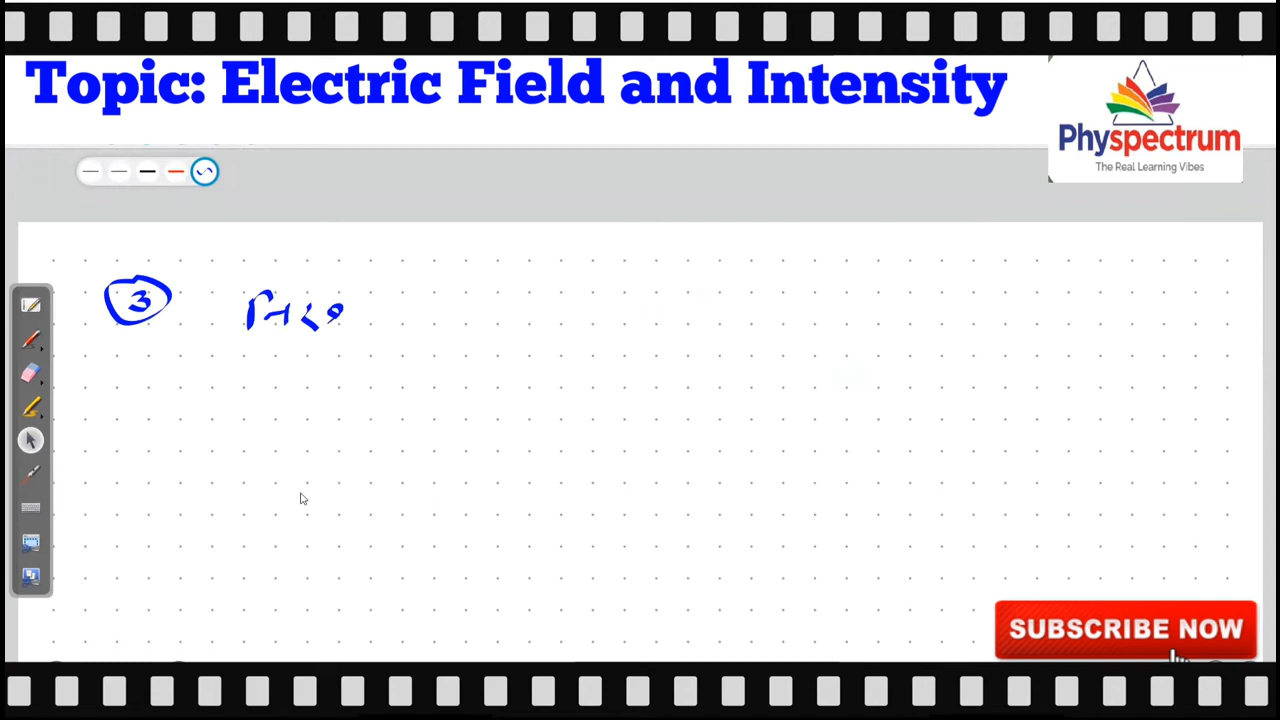 Topic: Electric Field and Intensity
Physpectrum
The Real Learning Vibes
3
SUBSCRIBE NOW